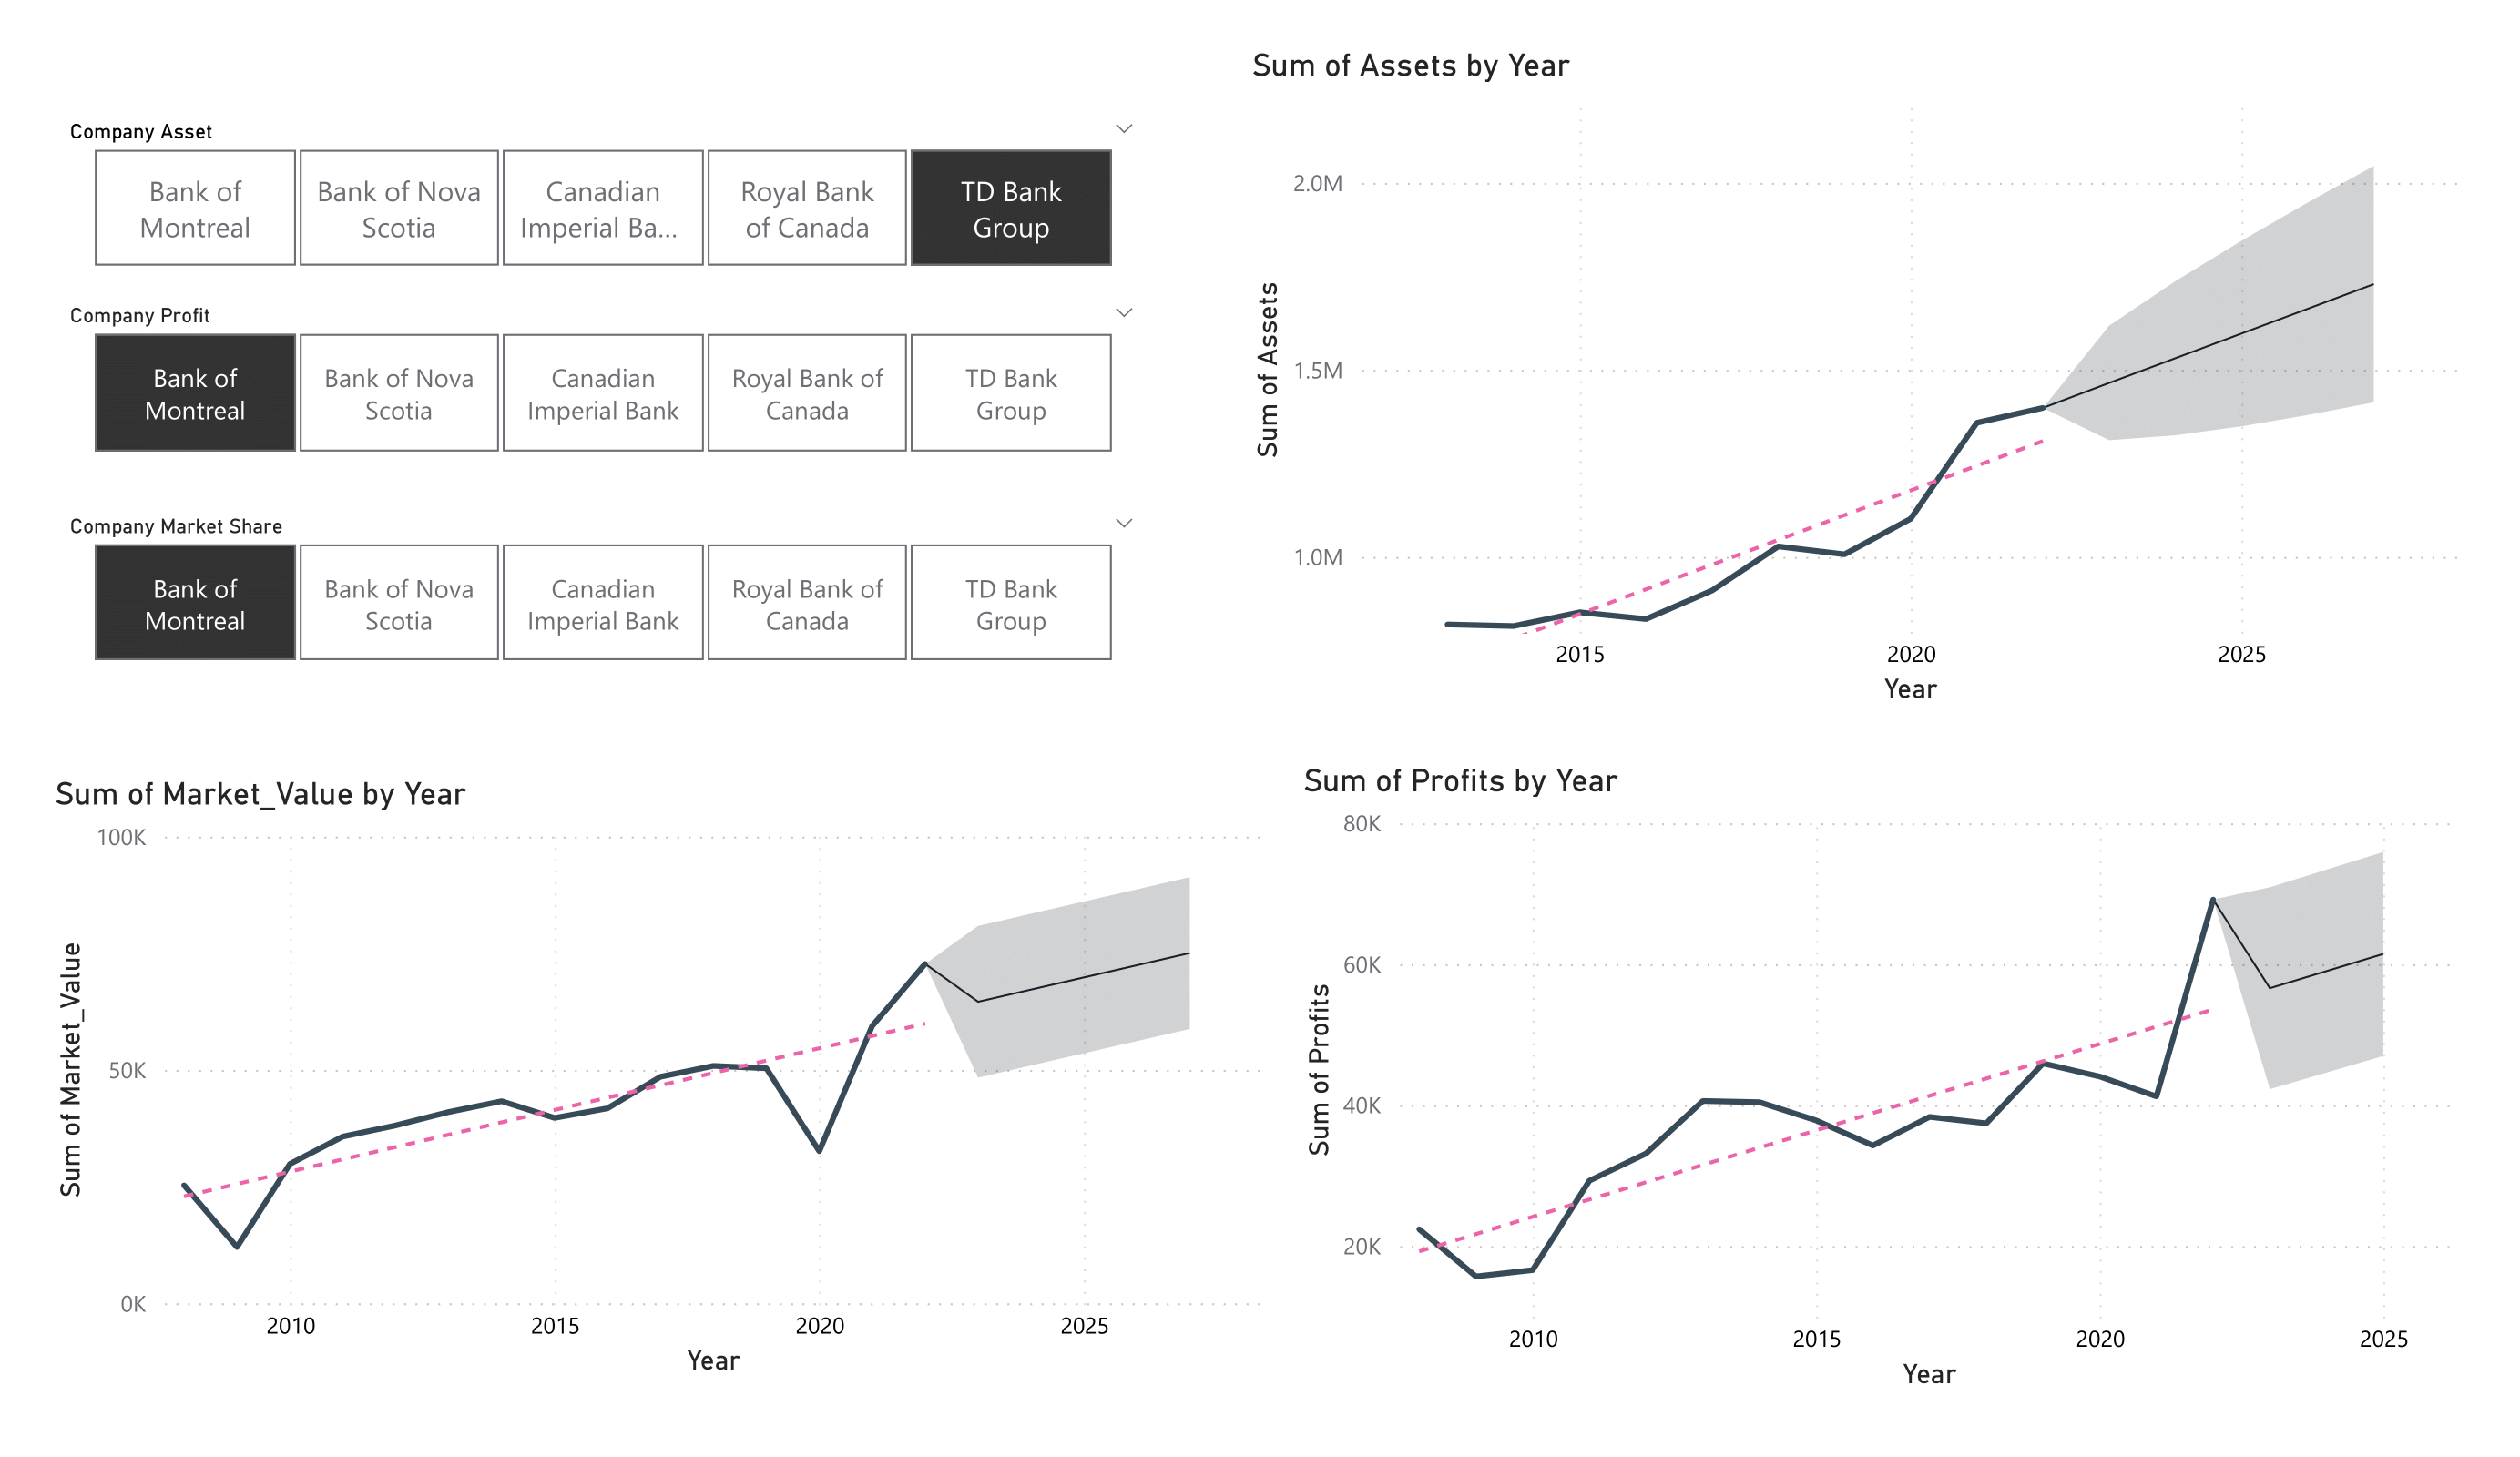 Company Asset
Bank of
Montreal
Bank of Nova
Scotia
Canadian
Imperial Ba...
Royal Bank
of Canada
TD Bank
Group
Company Profit
Bank of
Montreal
Bank of Nova
Scotia
Canadian
Imperial Bank
Royal Bank of
Canada
TD Bank
Group
Company Market Share
Bank of
Montreal
Bank of Nova
Scotia
Canadian
Imperial Bank
Royal Bank of
Canada
TD Bank
Group
Sum of Assets by Year
Sum of Assets
2.0M
1.5M
1.0M
2015 2020 2025
Year
Sum of Market_Value by Year
Sum of Market_Value
100K
50K
0K
2010 2015 2020 2025
Year
Sum of Profits by Year
Sum of Profits
80K
60K
40K
20K
2010 2015 2020 2025
Year